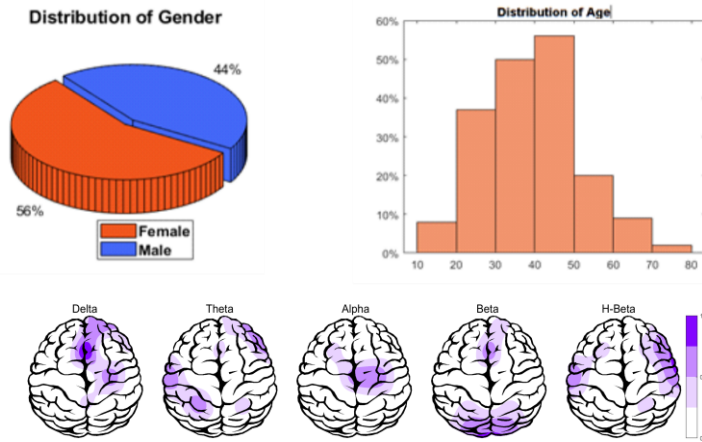 Distribution of Gender
44%
56%
Female
Male
Distribution of Age
60%
50%
40%
30%
20%
10%
0%
10 20 30 40 50 60 70 80
Delta Theta Alpha Beta H-Beta